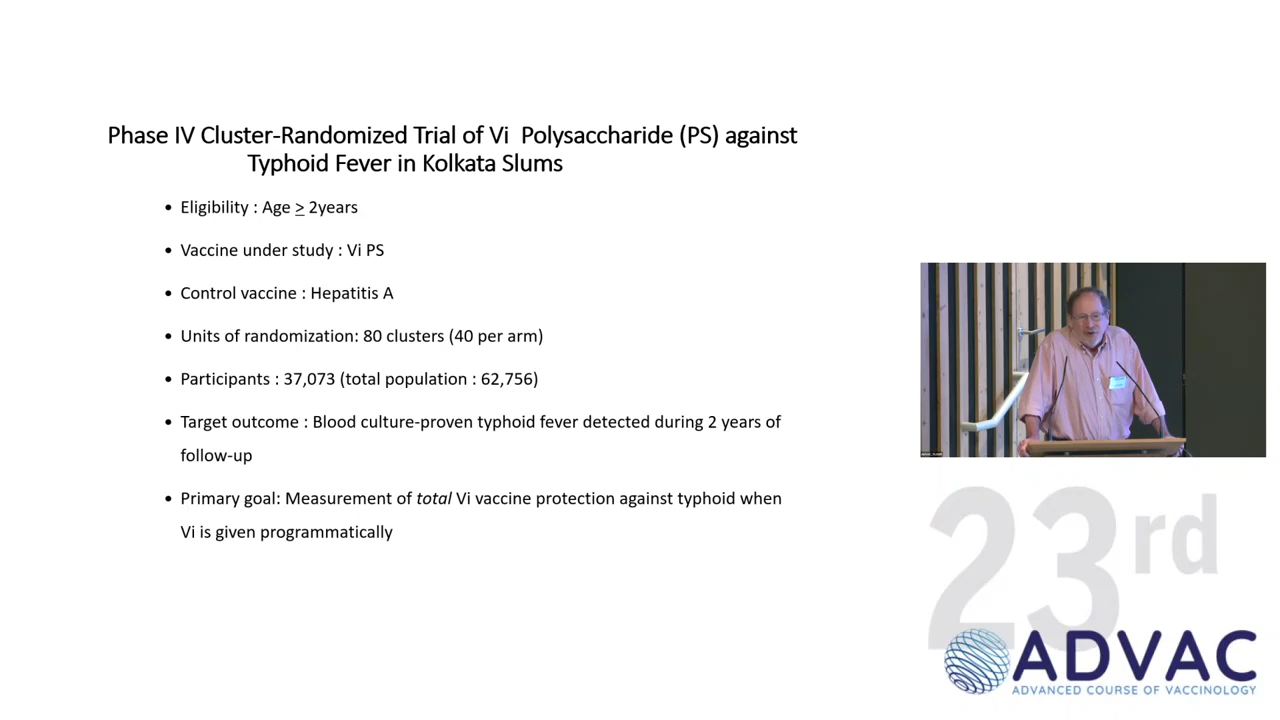 Phase IV Cluster-Randomized Trial of Vi Polysaccharide (PS) against
Typhoid Fever in Kolkata Slums
• Eligibility : Age ≥ 2years
• Vaccine under study : Vi PS
• Control vaccine : Hepatitis A
• Units of randomization: 80 clusters (40 per arm)
• Participants : 37,073 (total population : 62,756)
• Target outcome : Blood culture-proven typhoid fever detected during 2 years of
follow-up
• Primary goal: Measurement of total Vi vaccine protection against typhoid when
Vi is given programmatically
23rd
ADVAC
ADVANCED COURSE OF VACCINOLOGY